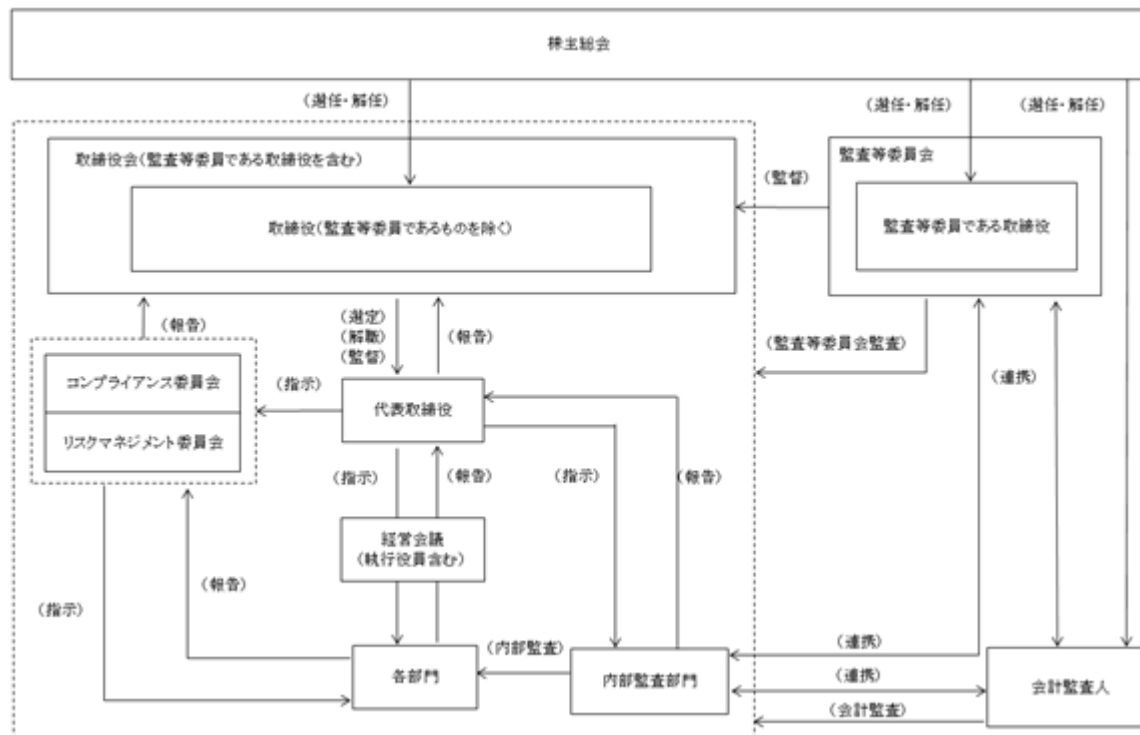 株主総会
(選任・解任)
(選任・解任)
(選任・解任)
取締役会(監査等委員である取締役を含む)
監査等委員会
(監督)
取締役(監査等委員であるものを除く)
監査等委員である取締役
(報告)
(選定)
(解職)
(監督)
(報告)
(監査等委員会監査)
(連携)
コンプライアンス委員会
(指示)
代表取締役
リスクマネジメント委員会
(指示)
(報告)
(指示)
(報告)
経営会議
(執行役員含む)
(報告)
(指示)
(内部監査)
(連携)
各部門
内部監査部門
(連携)
会計監査人
(会計監査)